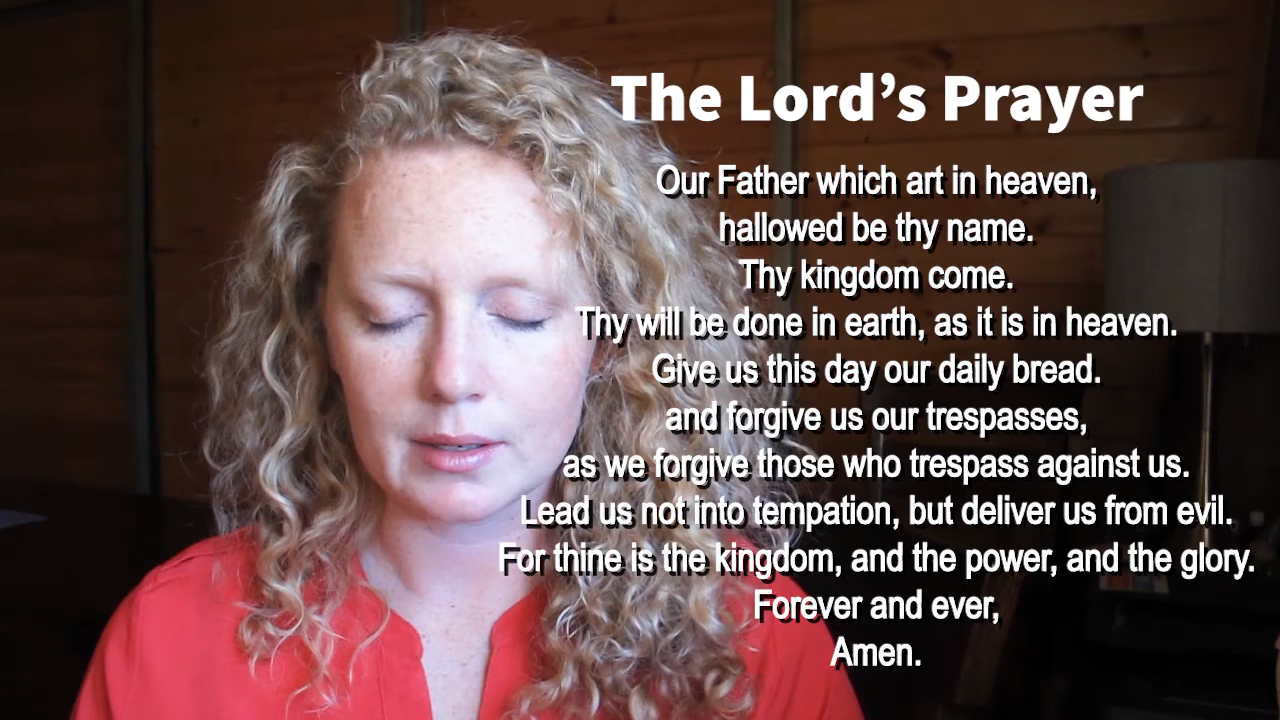 The Lord’s Prayer
Our Father which art in heaven,
hallowed be thy name.
Thy kingdom come.
Thy will be done in earth, as it is in heaven.
Give us this day our daily bread.
and forgive us our trespasses,
as we forgive those who trespass against us.
Lead us not into tempation, but deliver us from evil.
For thine is the kingdom, and the power, and the glory.
Forever and ever,
Amen.